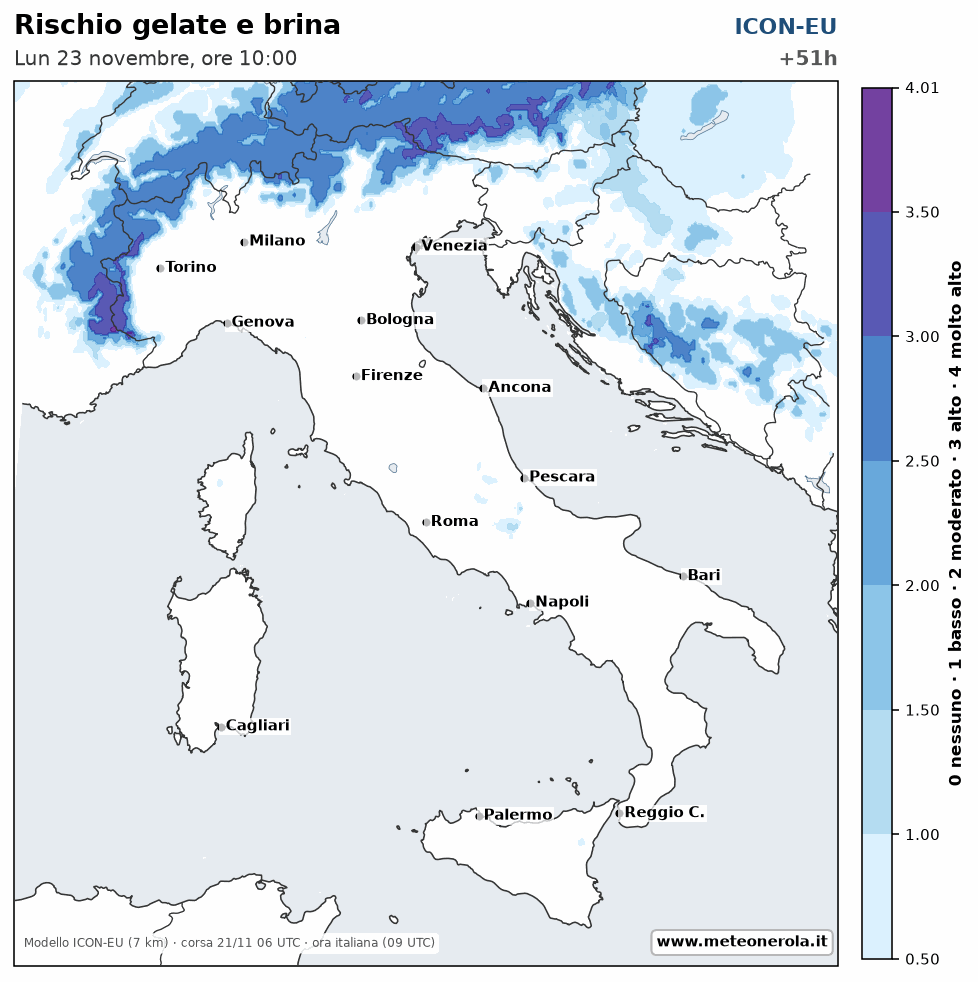 Rischio gelate e brina
ICON-EU
Lun 23 novembre, ore 10:00
+51h
4.01
3.50
3.00
2.50
2.00
1.50
1.00
0.50
0 nessuno · 1 basso · 2 moderato · 3 alto · 4 molto alto
Milano
Venezia
Torino
Genova
Bologna
Firenze
Ancona
Pescara
Roma
Bari
Napoli
Cagliari
Palermo
Reggio C.
Modello ICON-EU (7 km) · corsa 21/11 06 UTC · ora italiana (09 UTC)
www.meteonerola.it